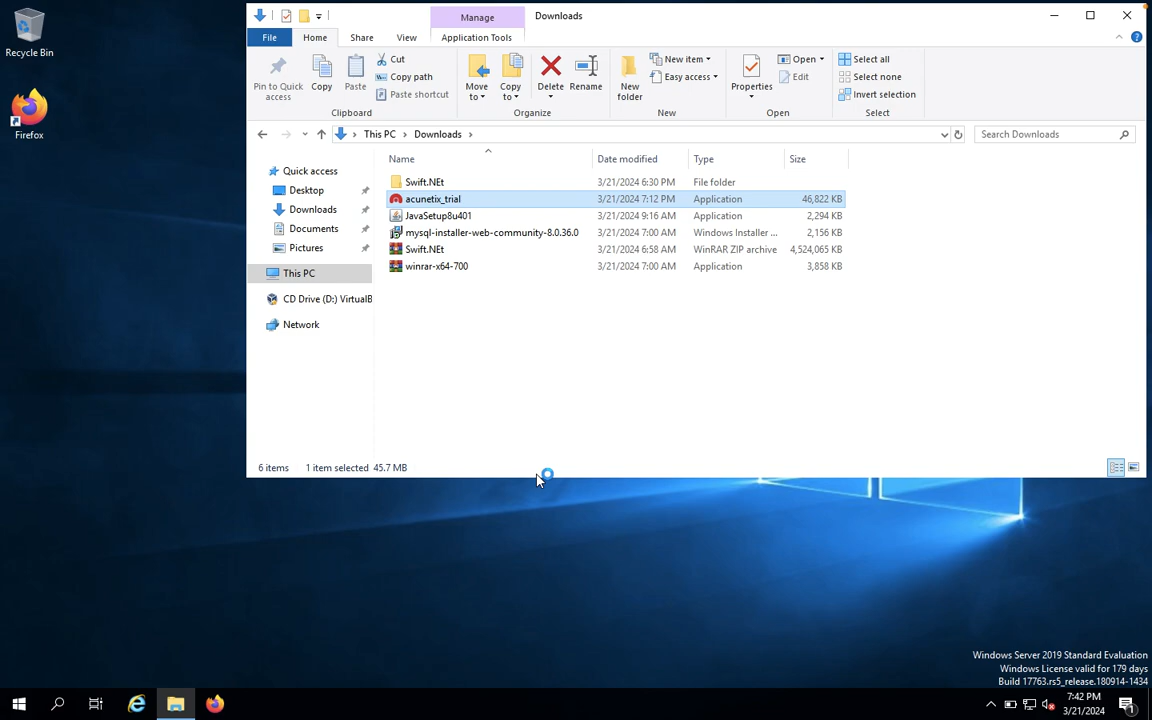 Recycle Bin
Firefox
Manage
Downloads
File
Home
Share
View
Application Tools
Pin to Quick access
Copy
Paste
Cut
Copy path
Paste shortcut
Clipboard
Move to
Copy to
Delete
Rename
Organize
New folder
New item
Easy access
New
Properties
Open
Edit
Open
Select all
Select none
Invert selection
Select
This PC
Downloads
Search Downloads
Name
Date modified
Type
Size
Quick access
Desktop
Downloads
Documents
Pictures
This PC
CD Drive (D:) VirtualB
Network
Swift.NEt 3/21/2024 6:30 PM File folder
acunetix_trial 3/21/2024 7:12 PM Application 46,822 KB
JavaSetup8u401 3/21/2024 9:16 AM Application 2,294 KB
mysql-installer-web-community-8.0.36.0 3/21/2024 7:00 AM Windows Installer ... 2,156 KB
Swift.NEt 3/21/2024 6:58 AM WinRAR ZIP archive 4,524,065 KB
winrar-x64-700 3/21/2024 7:00 AM Application 3,858 KB
6 items
1 item selected 45.7 MB
Windows Server 2019 Standard Evaluation
Windows License valid for 179 days
Build 17763.rs5_release.180914-1434
7:42 PM
3/21/2024
1